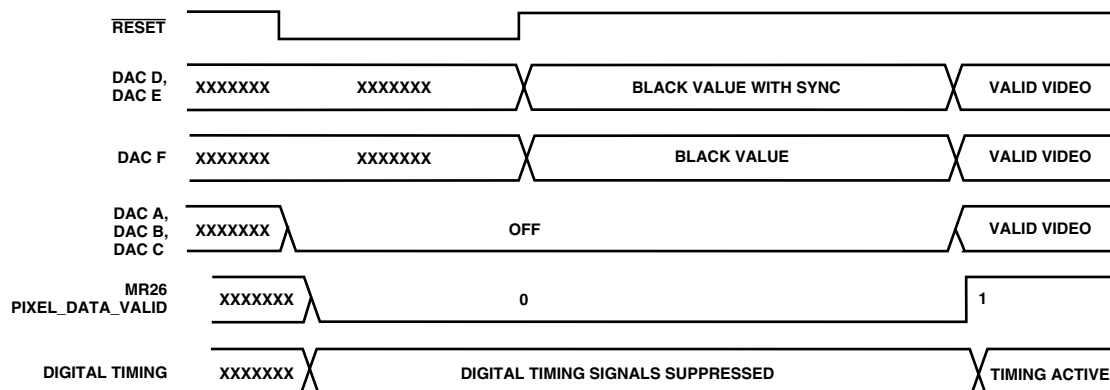 RESET
DAC D,
DAC E
XXXXXXX XXXXXXX BLACK VALUE WITH SYNC VALID VIDEO
DAC F XXXXXXX XXXXXXX BLACK VALUE VALID VIDEO
DAC A,
DAC B,
DAC C
XXXXXXX OFF VALID VIDEO
MR26
PIXEL_DATA_VALID
XXXXXXX 0 1
DIGITAL TIMING XXXXXXX DIGITAL TIMING SIGNALS SUPPRESSED TIMING ACTIVE